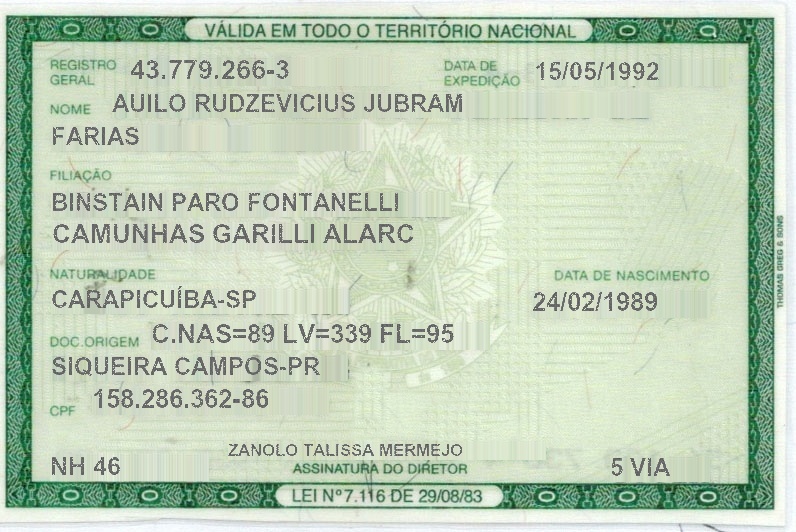 VÁLIDA EM TODO O TERRITÓRIO NACIONAL
REGISTRO GERAL 43.779.266-3 DATA DE EXPEDIÇÃO 15/05/1992
NOME AUILO RUDZEVICIUS JUBRAM
FARIAS
FILIAÇÃO
BINSTAIN PARO FONTANELLI
CAMUNHAS GARILLI ALARC
NATURALIDADE DATA DE NASCIMENTO
CARAPICUÍBA-SP 24/02/1989
DOC.ORIGEM C.NAS=89 LV=339 FL=95
SIQUEIRA CAMPOS-PR
CPF 158.286.362-86
ZANOLO TALISSA MERMEJO
NH 46 ASSINATURA DO DIRETOR 5 VIA
LEI Nº 7.116 DE 29/08/83
THOMAS GREG & SONS